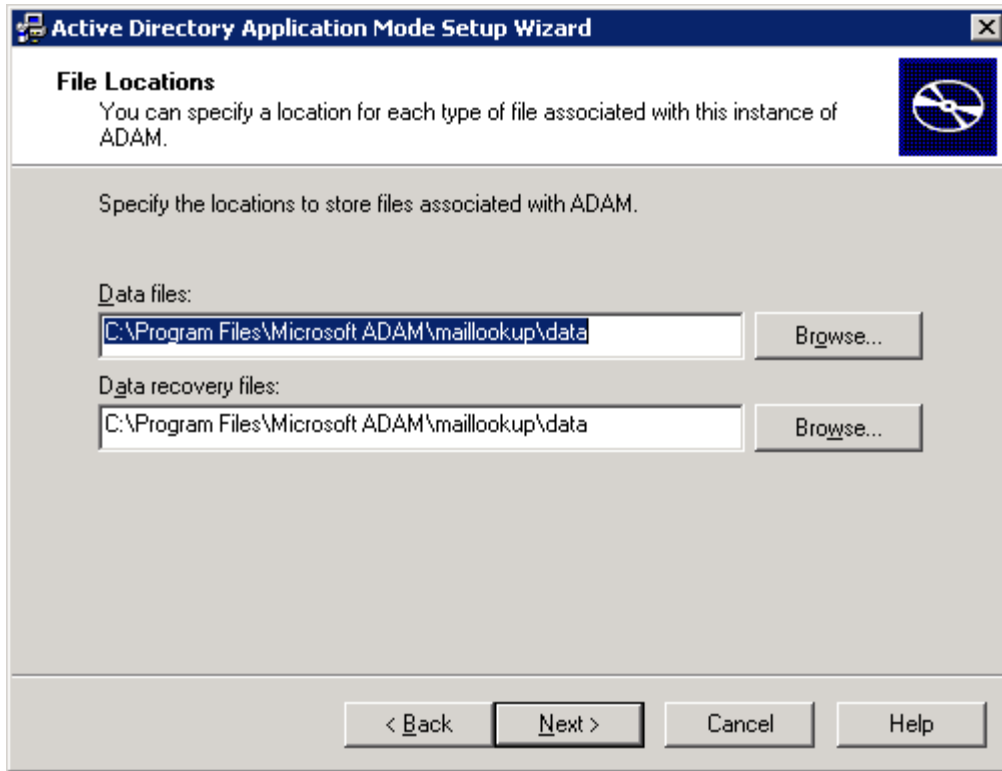 Active Directory Application Mode Setup Wizard
File Locations
You can specify a location for each type of file associated with this instance of
ADAM.
Specify the locations to store files associated with ADAM.
Data files:
C:\Program Files\Microsoft ADAM\maillookup\data
Browse...
Data recovery files:
C:\Program Files\Microsoft ADAM\maillookup\data
Browse...
< Back
Next >
Cancel
Help